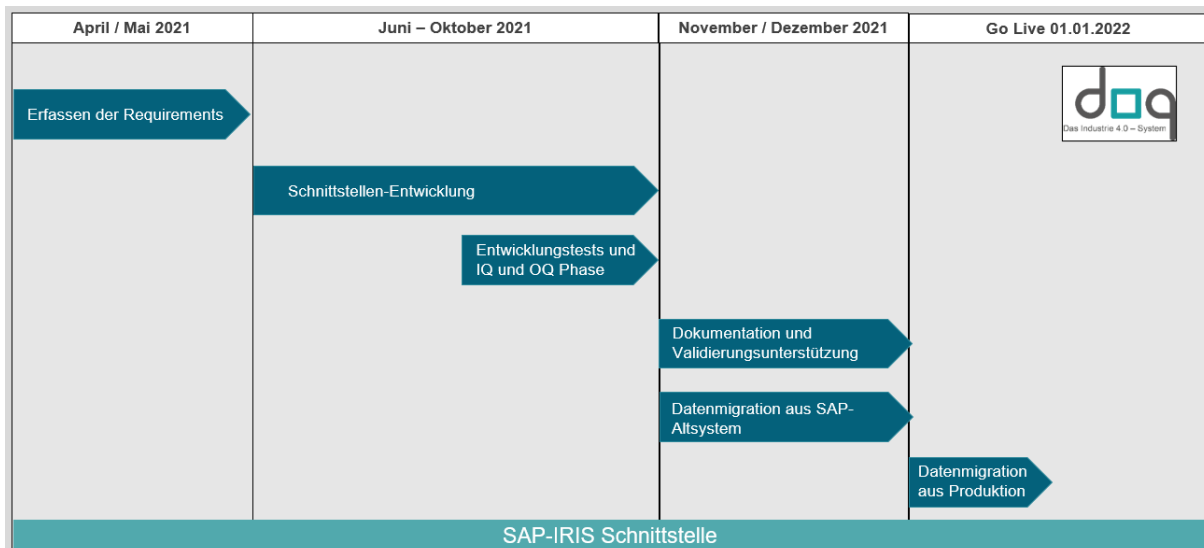 April / Mai 2021
Juni – Oktober 2021
November / Dezember 2021
Go Live 01.01.2022
doq
Das Industrie 4.0 – System
Erfassen der Requirements
Schnittstellen-Entwicklung
Entwicklungstests und
IQ und OQ Phase
Dokumentation und
Validierungsunterstützung
Datenmigration aus SAP-
Altsystem
Datenmigration
aus Produktion
SAP-IRIS Schnittstelle